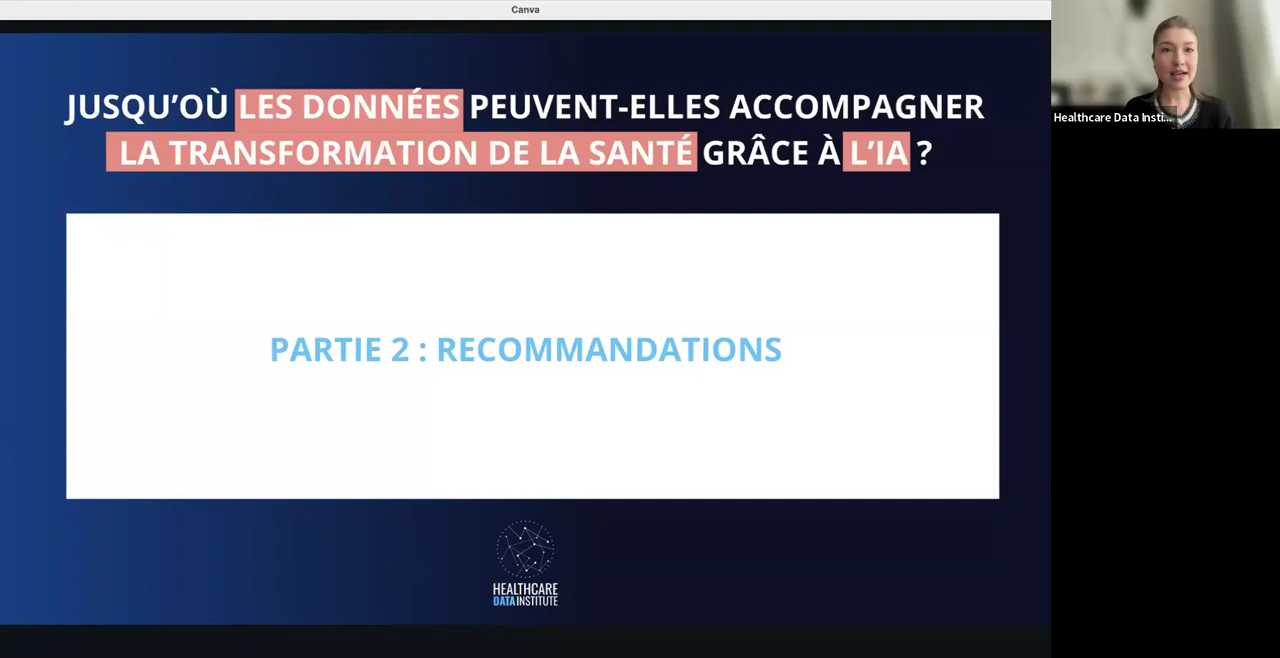 Canva
JUSQU’OÙ LES DONNÉES PEUVENT-ELLES ACCOMPAGNER
LA TRANSFORMATION DE LA SANTÉ GRÂCE À L’IA ?
PARTIE 2 : RECOMMANDATIONS
HEALTHCARE
DATA INSTITUTE
Healthcare Data Insti...